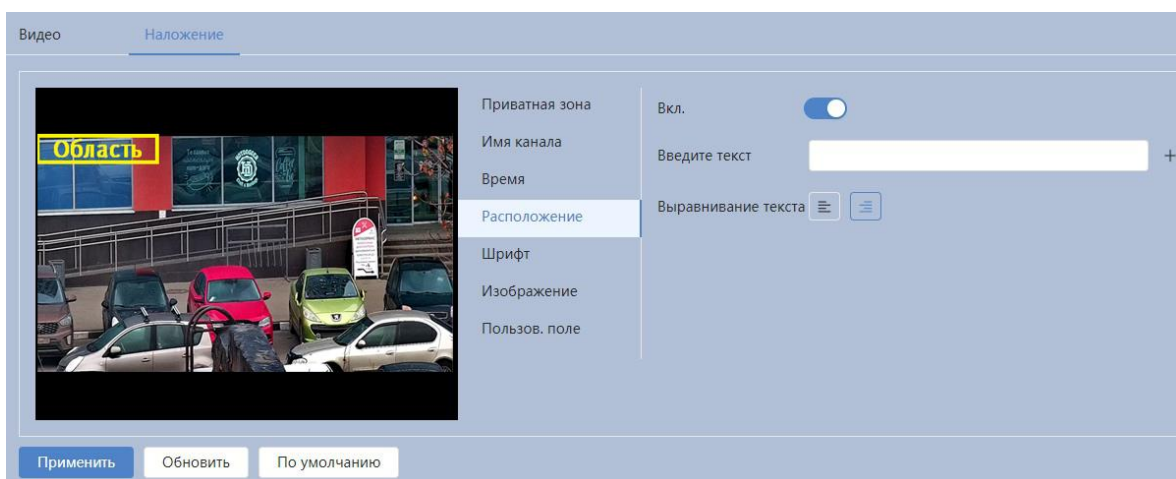 Видео Наложение
Область
Приватная зона
Имя канала
Время
Расположение
Шрифт
Изображение
Пользов. поле
Вкл.
Введите текст +
Выравнивание текста
Применить Обновить По умолчанию